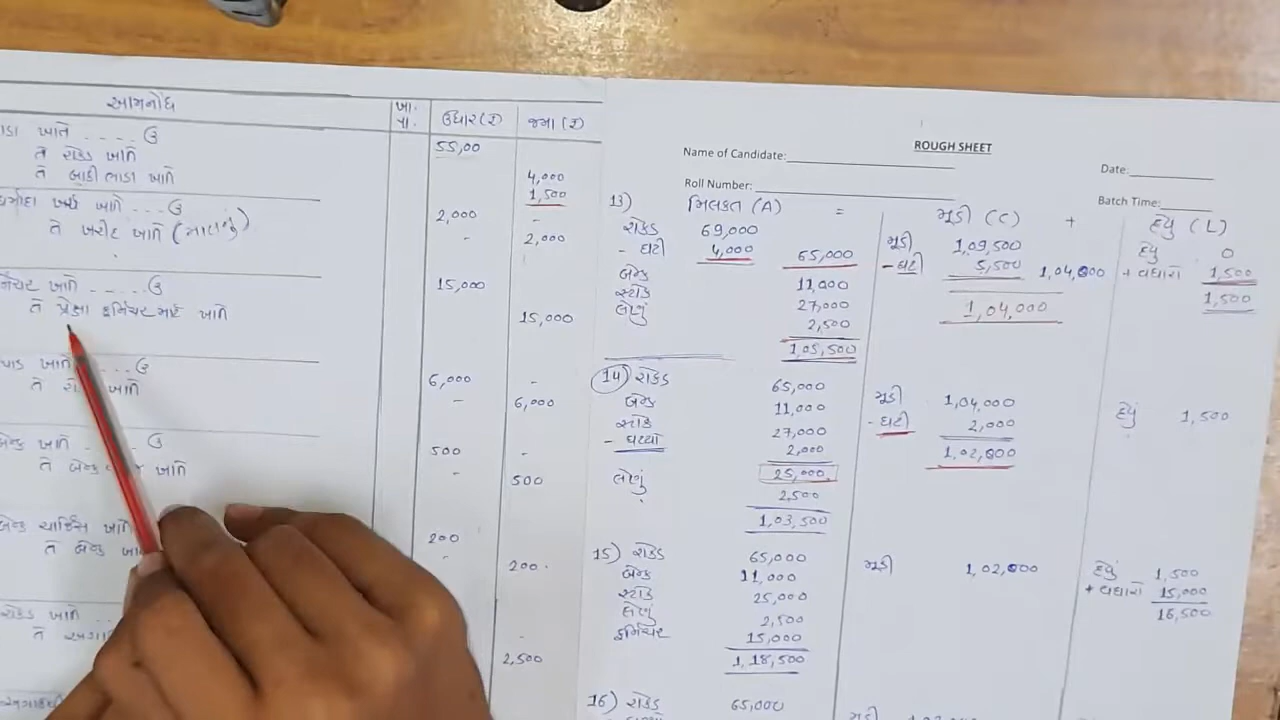 આમનોંધ ખા. પા. ઉધાર(₹) જમા (₹)
ખાતે .... ઉ 55,00
તે રોકડ ખાતે 4,000
તે બાકી ભાડા ખાતે 1,500
ખર્ચ ખાતે .... ઉ 2,000 -
તે ખરીદ ખાતે (માલનું) - 2,000
ખાતે ..... ઉ 15,000
તે પ્રેક્ષા ફર્નિચર માર્ટ ખાતે 15,000
ખાતે .... ઉ 6,000 -
તે ખાતે - 6,000
બેન્ક ખાતે ..... ઉ 500 -
તે બેન્ક ખાતે - 500
બેન્ક ચાર્જિસ ખાતે 200
તે બેન્ક ખાતે - 200.
રોકડ ખાતે ....
તે 2,500
ROUGH SHEET
Name of Candidate: Date:
Roll Number: Batch Time:
13) મિલકત (A) = મૂડી (C) + દેવું (L)
રોકડ 69,000 મૂડી 1,09,500 દેવું 0
- ઘટી 4,000 65,000 - ઘટી 5,500 1,04,000 + વધારો 1,500
બેન્ક 11,000 1,04,000 1,500
સ્ટોક 27,000
લેણું 2,500
1,05,500
14) રોકડ 65,000 મૂડી 1,04,000 દેવું 1,500
બેન્ક 11,000 - ઘટી 2,000
સ્ટોક 27,000 1,02,000
- ઘટયો 2,000
25,000
લેણું 2,500
1,03,500
15) રોકડ 65,000 મૂડી 1,02,000 દેવું 1,500
બેન્ક 11,000 + વધારો 15,000
સ્ટોક 25,000 16,500
લેણું 2,500
ફર્નિચર 15,000
1,18,500
16) રોકડ 65,000 મૂડી